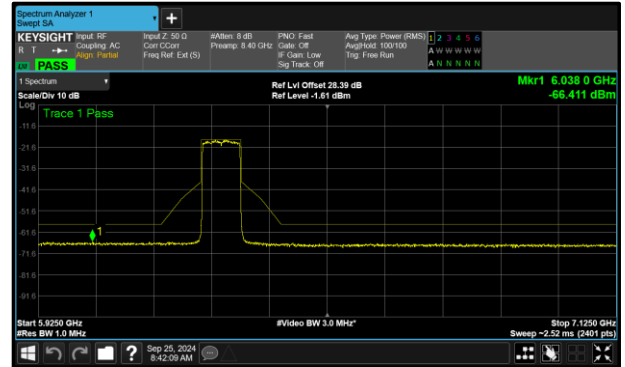 Spectrum Analyzer 1
Swept SA
+
KEYSIGHT Input: RF Input Z: 50 Ω #Atten: 8 dB PNO: Fast Avg Type: Power (RMS) 1 2 3 4 5 6
R T Coupling: AC Corr CCorr Preamp: 8.40 GHz Gate: Off Avg|Hold: 100/100 A W W W W W
Align: Partial Freq Ref: Ext (S) IF Gain: Low Trig: Free Run
PASS Sig Track: Off A N N N N N
1 Spectrum Ref Lvl Offset 28.39 dB Mkr1 6.038 0 GHz
Scale/Div 10 dB Ref Level -1.61 dBm -66.411 dBm
Log
Trace 1 Pass
-11.6
-21.6
-31.6
-41.6
-51.6
1
-61.6
-71.6
-81.6
-91.6
Start 5.9250 GHz #Video BW 3.0 MHz* Stop 7.1250 GHz
#Res BW 1.0 MHz Sweep ~2.52 ms (2401 pts)
? Sep 25, 2024
8:42:09 AM